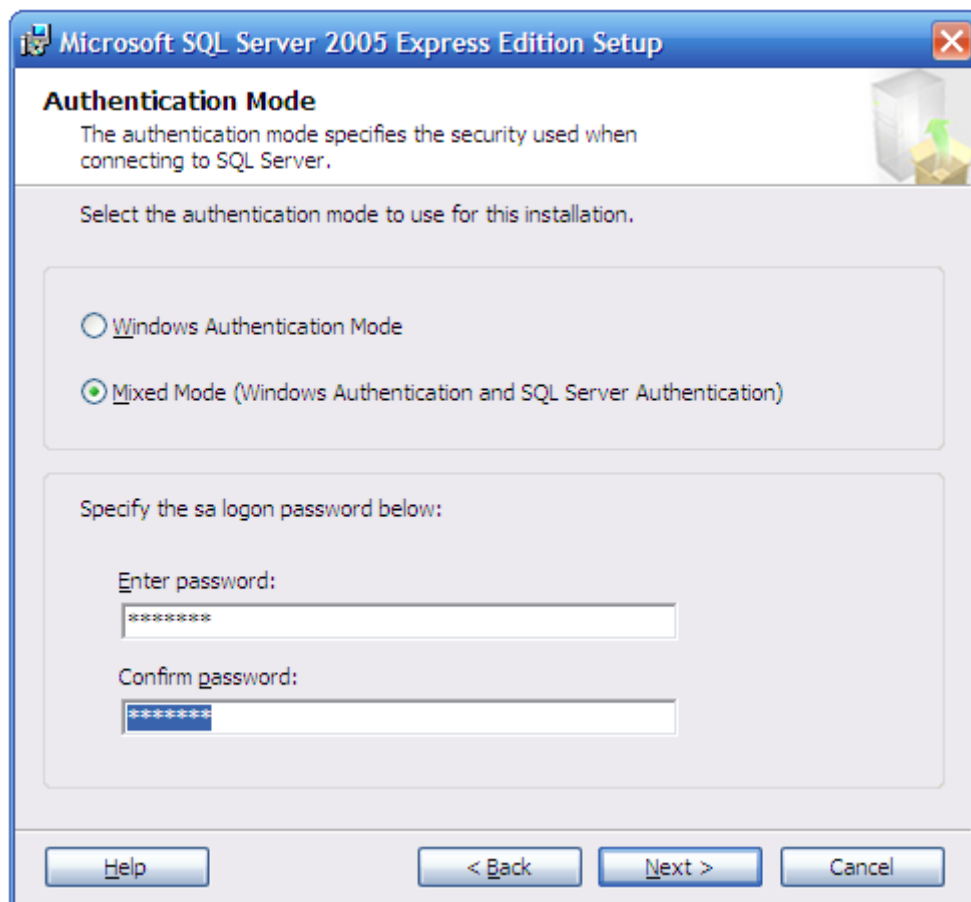 Microsoft SQL Server 2005 Express Edition Setup
Authentication Mode
The authentication mode specifies the security used when
connecting to SQL Server.
Select the authentication mode to use for this installation.
Windows Authentication Mode
Mixed Mode (Windows Authentication and SQL Server Authentication)
Specify the sa logon password below:
Enter password:
*******
Confirm password:
*******
Help < Back Next > Cancel